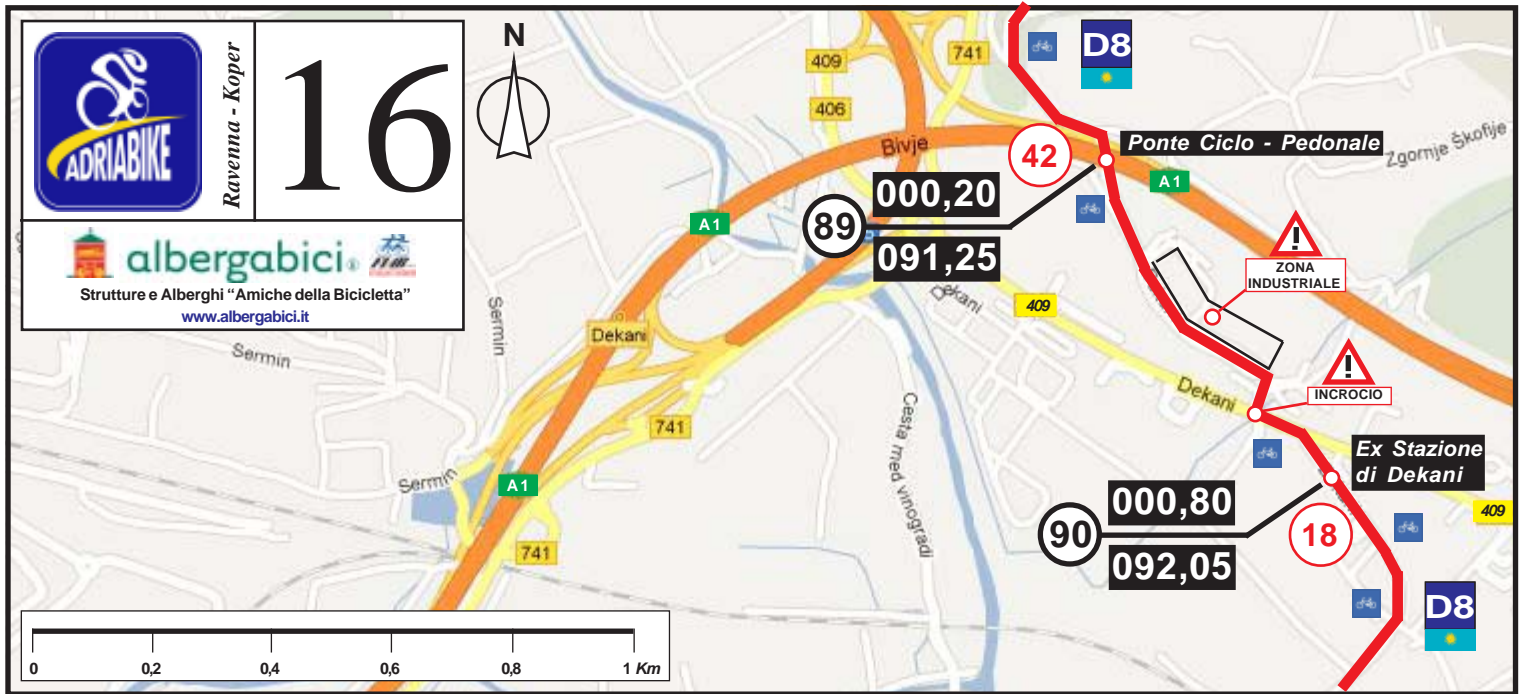 ADRIABIKE
Ravenna - Koper
16
albergabici
Strutture e Alberghi “Amiche della Bicicletta”
www.albergabici.it
N
409
741
406
D8
Bivje
42
Ponte Ciclo - Pedonale
Zgornje Škofije
A1
A1
89
000,20
091,25
ZONA
INDUSTRIALE
Sermin
Sermin
Dekani
Dekani
409
Dekani
INCROCIO
741
Cesta med vinogradi
Ex Stazione
di Dekani
Sermin
A1
90
000,80
092,05
18
409
741
D8
0 0,2 0,4 0,6 0,8 1 Km